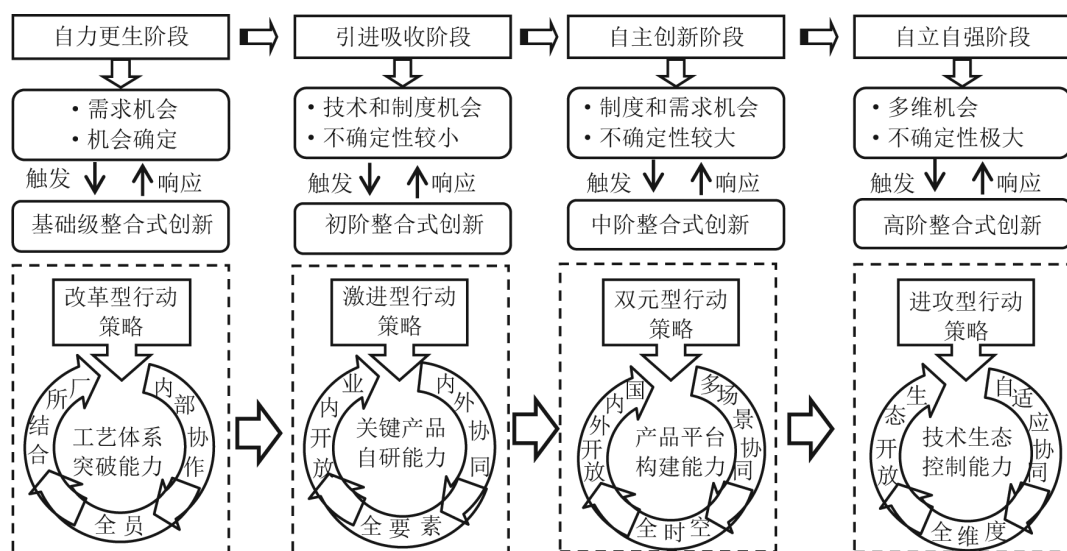 自力更生阶段
引进吸收阶段
自主创新阶段
自立自强阶段
· 需求机会
· 机会确定
· 技术和制度机会
· 不确定性较小
· 制度和需求机会
· 不确定性较大
· 多维机会
· 不确定性极大
触发
响应
触发
响应
触发
响应
触发
响应
基础级整合式创新
初阶整合式创新
中阶整合式创新
高阶整合式创新
改革型行动
策略
激进型行动
策略
双元型行动
策略
进攻型行动
策略
厂所结合
内部协作
工艺体系
突破能力
全员
业内开放
内外协同
关键产品
自研能力
全要素
国内外开放
多场景协同
产品平台
构建能力
全时空
生态开放
自适应协同
技术生态
控制能力
全维度